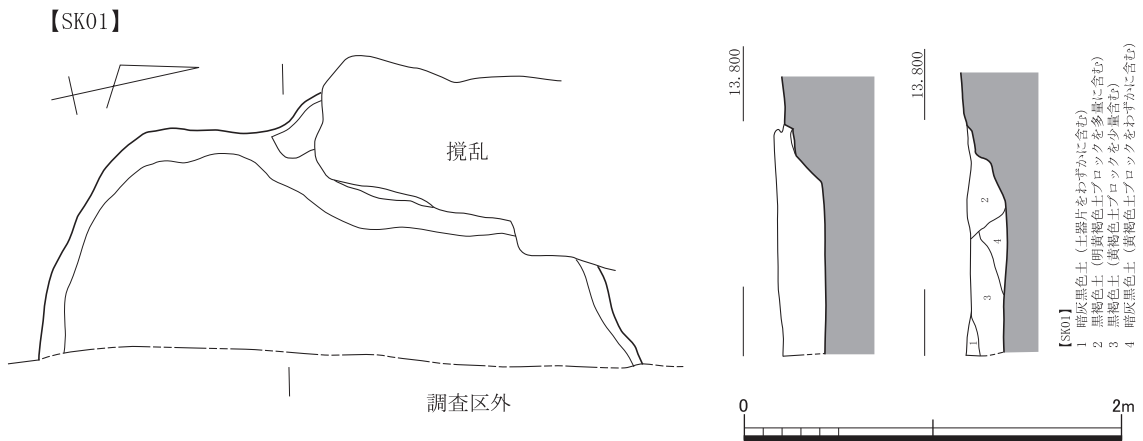 【SK01】
撹乱
調査区外
13.800
13.800
2
4
3
1
【SK01】
1 暗灰黒色土（土器片をわずかに含む）
2 黒褐色土（明黄褐色土ブロックを多量に含む）
3 黒褐色土（黄褐色土ブロックを少量含む）
4 暗灰黒色土（黄褐色土ブロックをわずかに含む）
0 2m